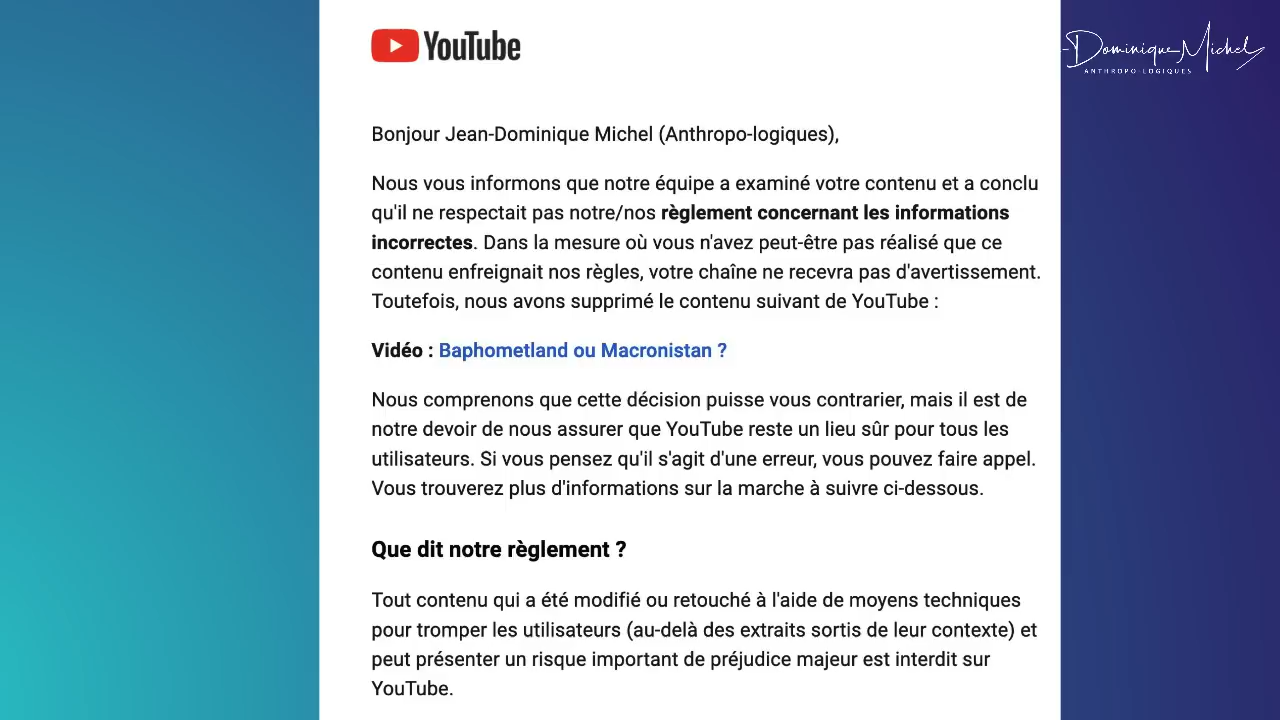 YouTube
Dominique Michel
ANTHROPO-LOGIQUES
Bonjour Jean-Dominique Michel (Anthropo-logiques),
Nous vous informons que notre équipe a examiné votre contenu et a conclu
qu'il ne respectait pas notre/nos règlement concernant les informations
incorrectes. Dans la mesure où vous n'avez peut-être pas réalisé que ce
contenu enfreignait nos règles, votre chaîne ne recevra pas d'avertissement.
Toutefois, nous avons supprimé le contenu suivant de YouTube :
Vidéo : Baphometland ou Macronistan ?
Nous comprenons que cette décision puisse vous contrarier, mais il est de
notre devoir de nous assurer que YouTube reste un lieu sûr pour tous les
utilisateurs. Si vous pensez qu'il s'agit d'une erreur, vous pouvez faire appel.
Vous trouverez plus d'informations sur la marche à suivre ci-dessous.
Que dit notre règlement ?
Tout contenu qui a été modifié ou retouché à l'aide de moyens techniques
pour tromper les utilisateurs (au-delà des extraits sortis de leur contexte) et
peut présenter un risque important de préjudice majeur est interdit sur
YouTube.